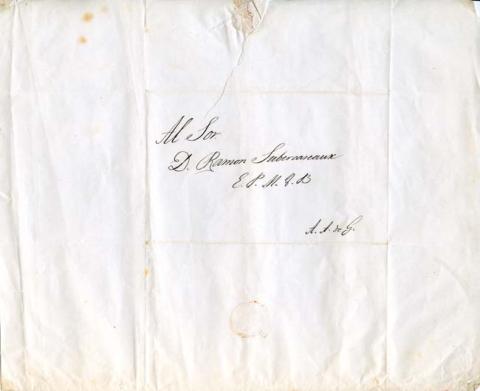 Al Sor
D. Ramon Subercaseaux
E. P. M. I. B
A. A. de G.